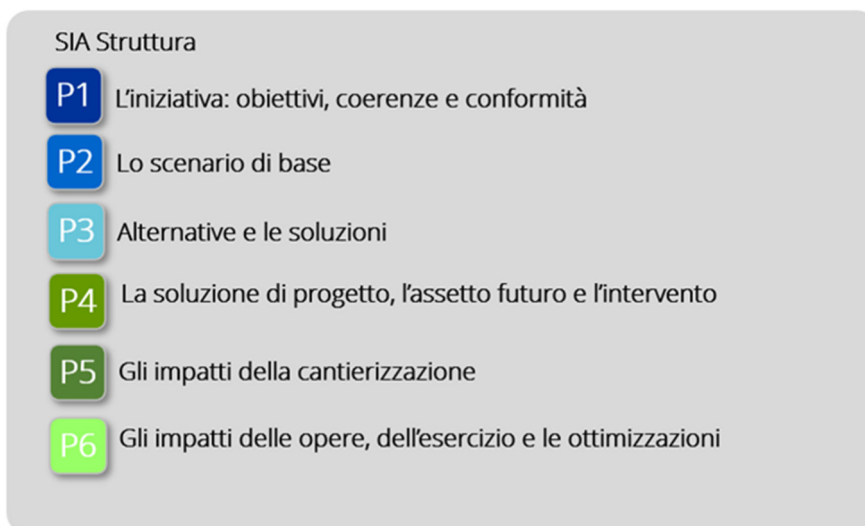 SIA Struttura
P1 L'iniziativa: obiettivi, coerenze e conformità
P2 Lo scenario di base
P3 Alternative e le soluzioni
P4 La soluzione di progetto, l'assetto futuro e l'intervento
P5 Gli impatti della cantierizzazione
P6 Gli impatti delle opere, dell'esercizio e le ottimizzazioni